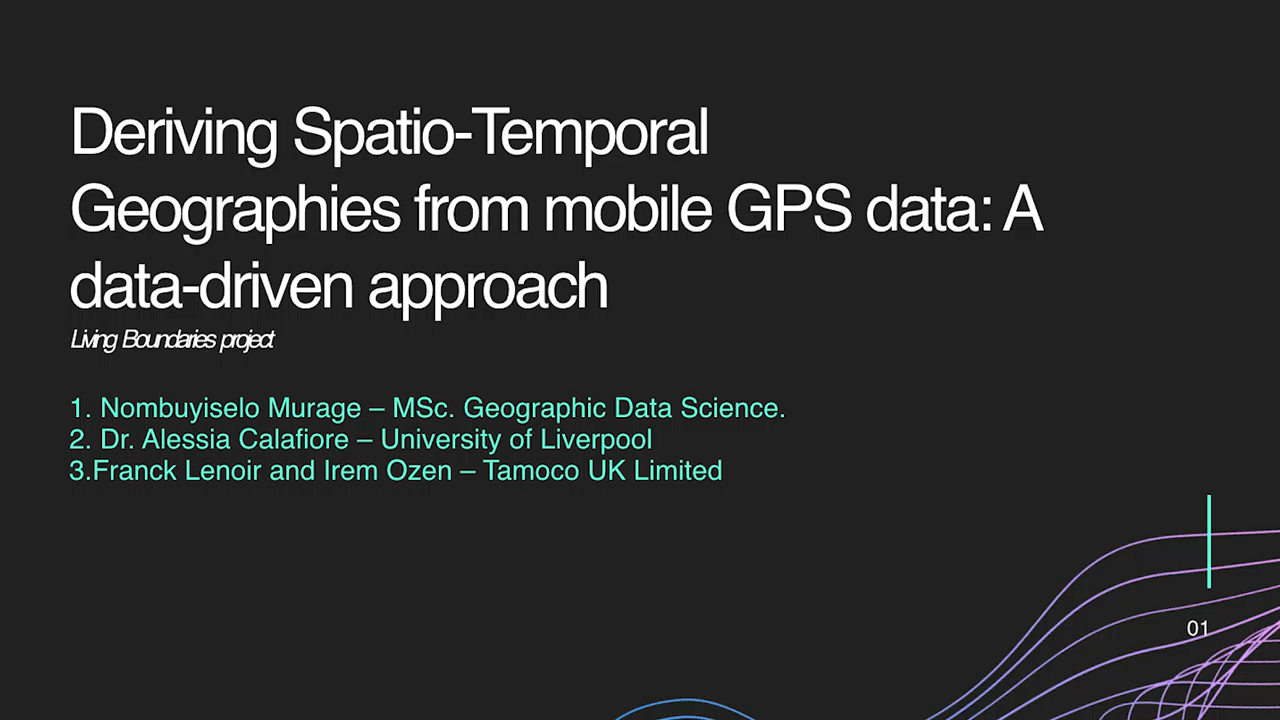 Deriving Spatio-Temporal
Geographies from mobile GPS data: A
data-driven approach
Living Boundaries project
1. Nombuyiselo Murage – MSc. Geographic Data Science.
2. Dr. Alessia Calafiore – University of Liverpool
3.Franck Lenoir and Irem Ozen – Tamoco UK Limited
01